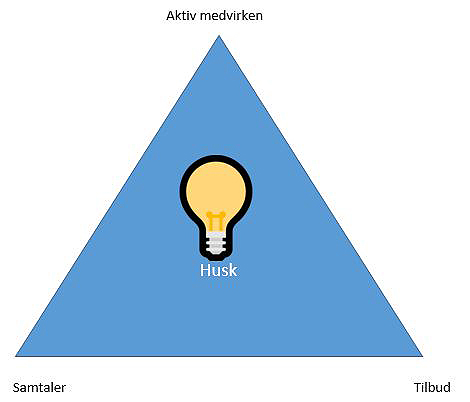 Aktiv medvirken
Husk
Samtaler
Tilbud